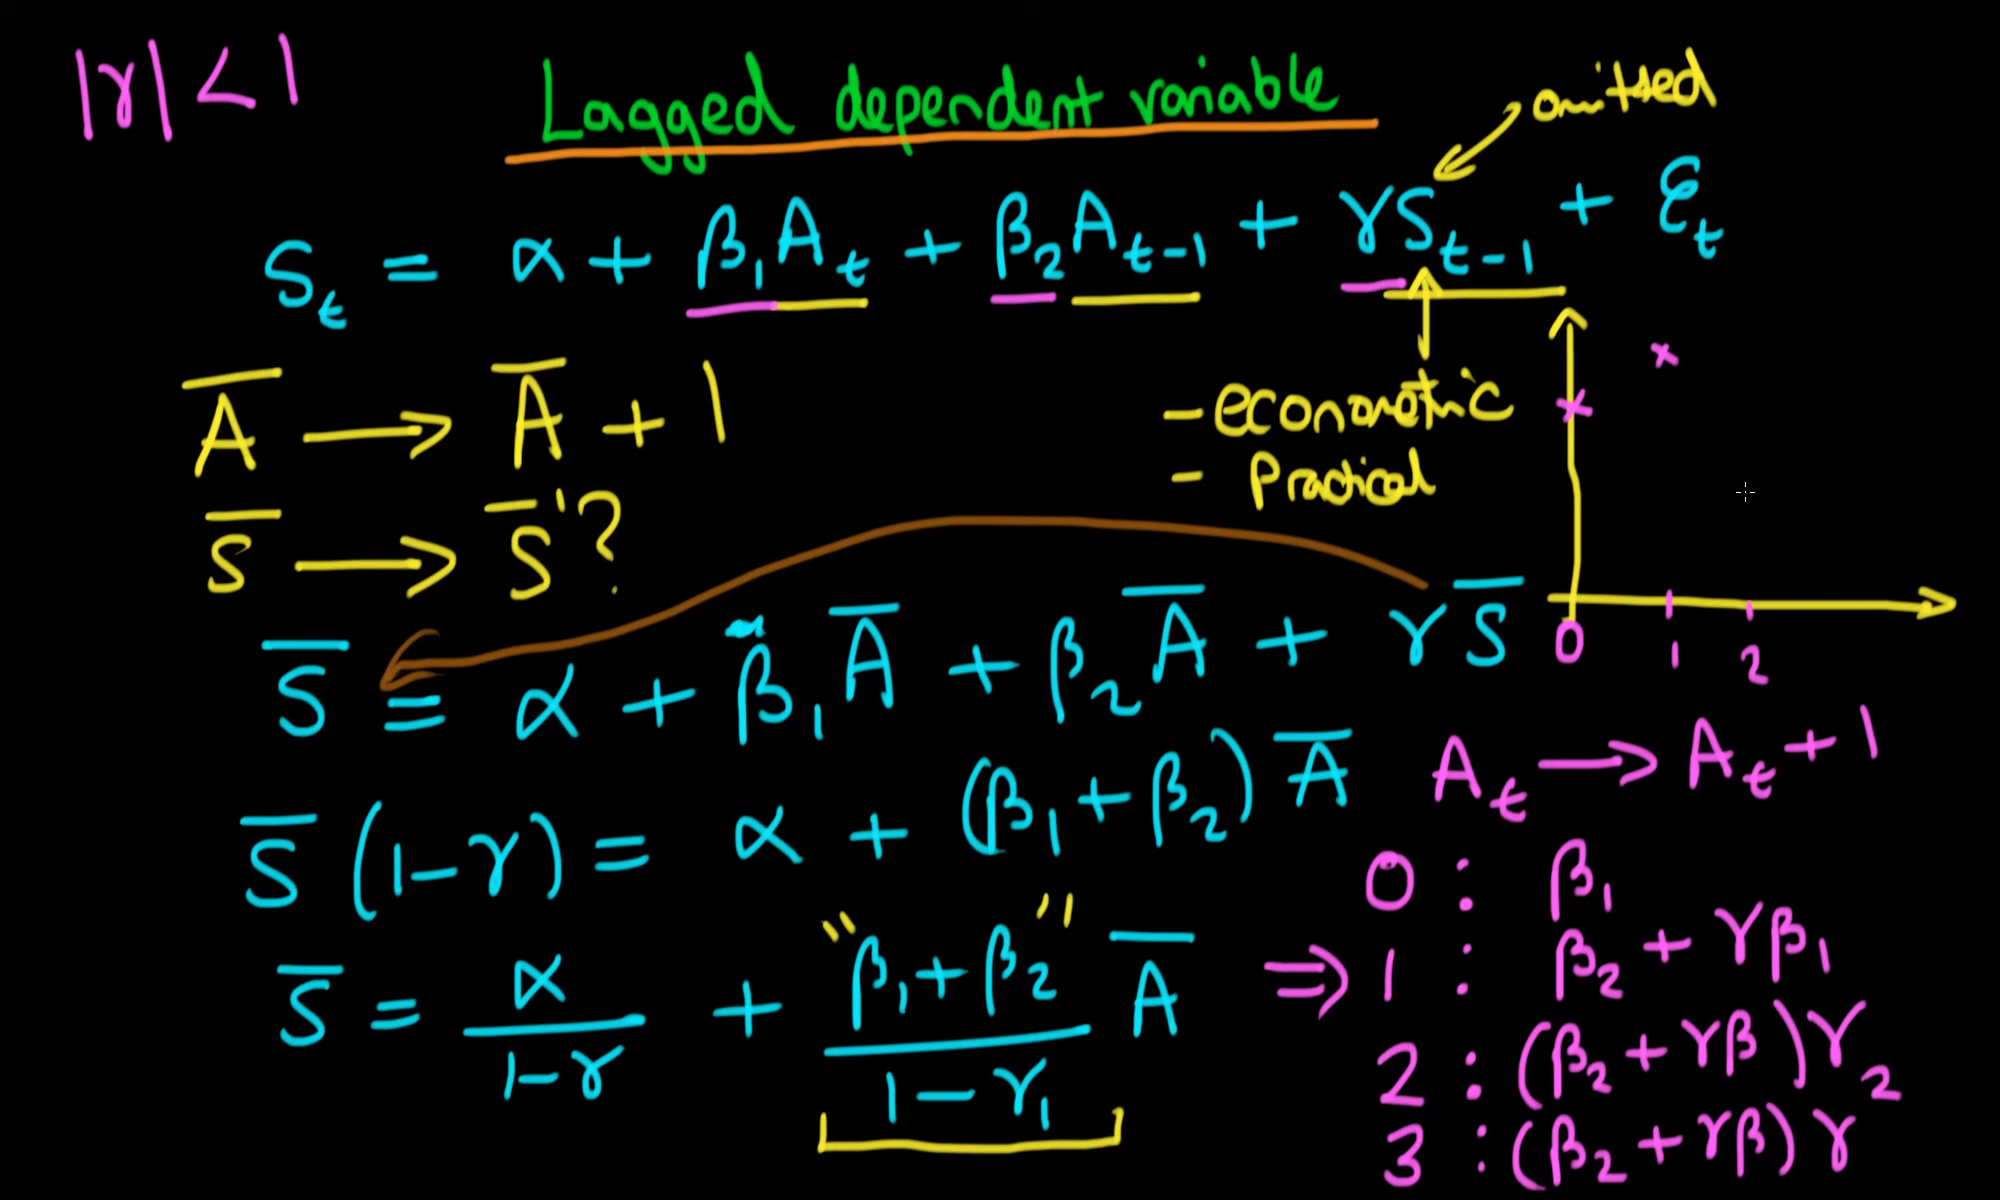 |γ| < 1
Lagged dependent variable
omitted
S_t = α + β_1 A_t + β_2 A_{t-1} + γS_{t-1} + ε_t
A̅ → A̅ + 1
- econometric
- Practical
S̅ → S̅'?
S̅ = α + β_1 A̅ + β_2 A̅ + γS̅
0 1 2
S̅ (1-γ) = α + (β_1 + β_2) A̅
S̅ = α/(1-γ) + "β_1 + β_2"/(1-γ_1) A̅
A_t → A_t + 1
⇒
0 : β_1
1 : β_2 + γβ_1
2 : (β_2 + γβ)γ_2
3 : (β_2 + γβ)γ